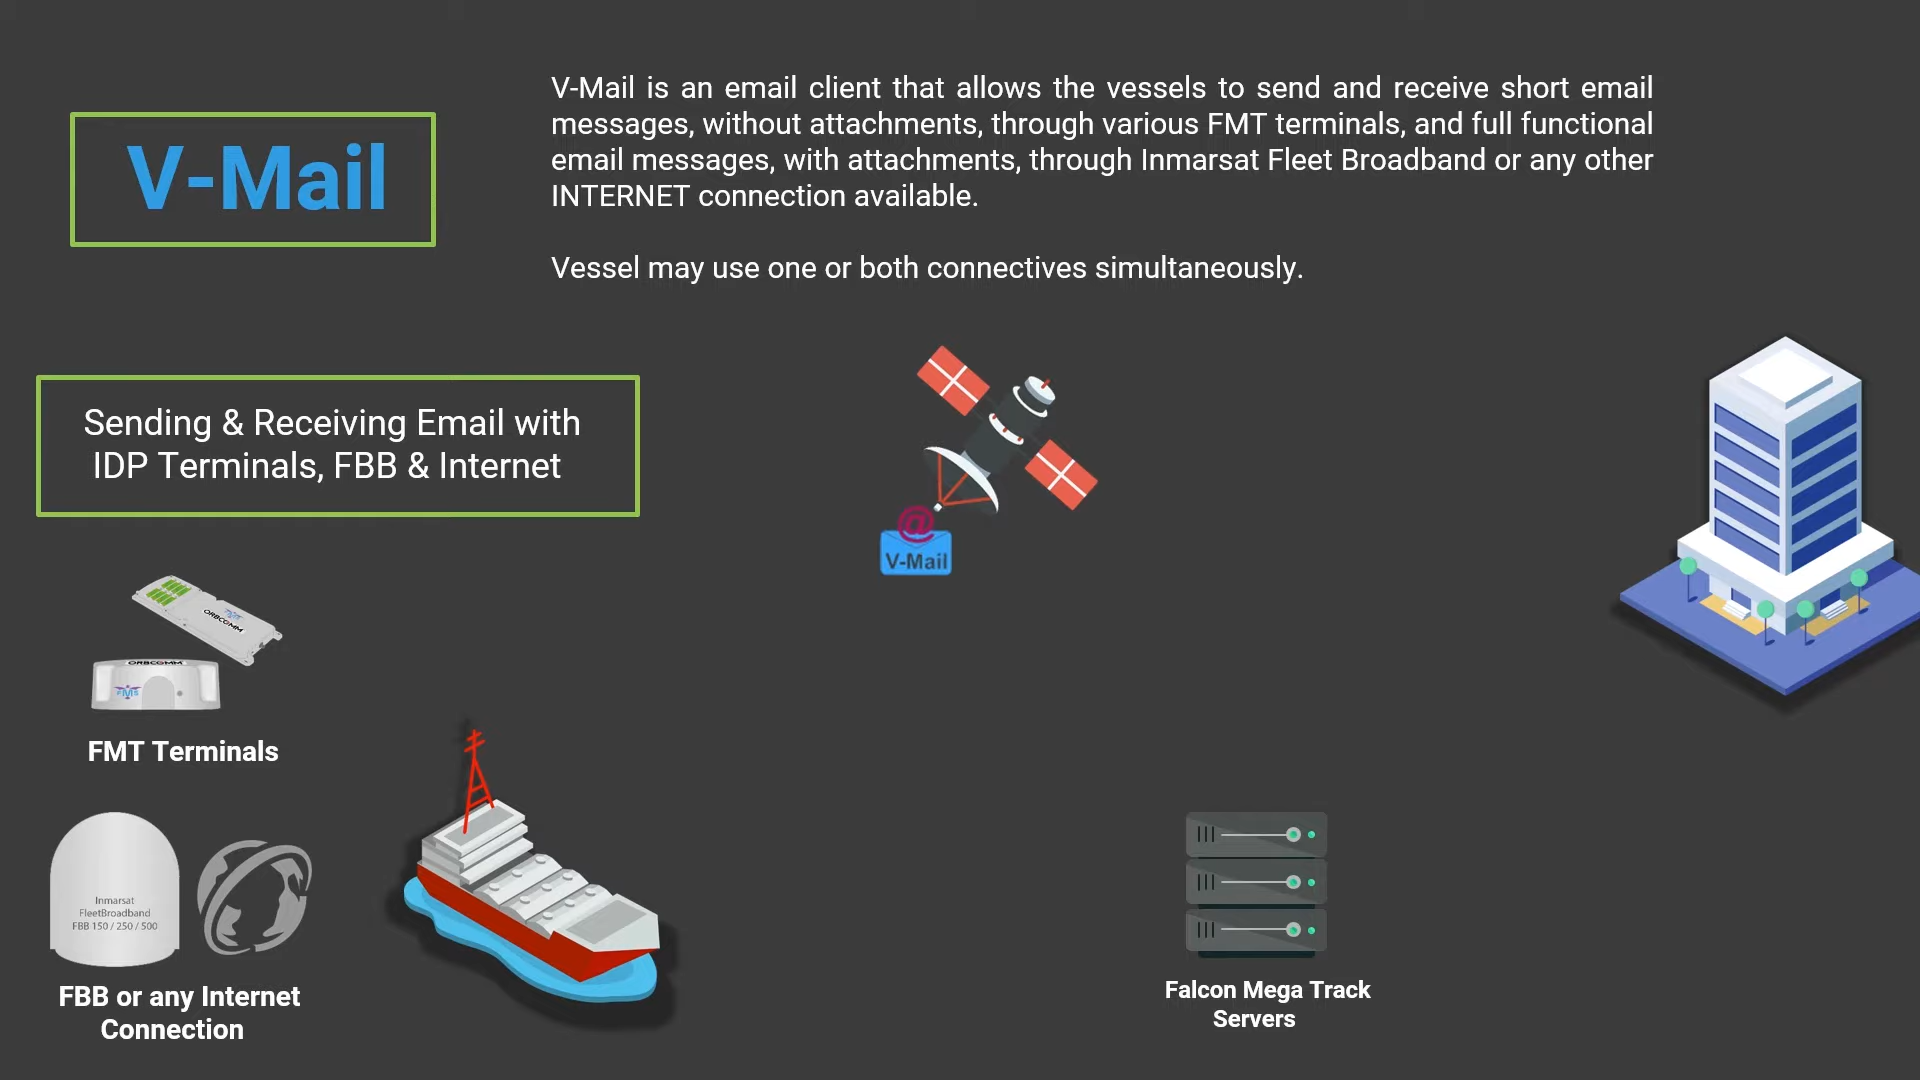 V-Mail
V-Mail is an email client that allows the vessels to send and receive short email
messages, without attachments, through various FMT terminals, and full functional
email messages, with attachments, through Inmarsat Fleet Broadband or any other
INTERNET connection available.
Vessel may use one or both connectives simultaneously.
Sending & Receiving Email with
IDP Terminals, FBB & Internet
@
V-Mail
ORBCOMM
ORBCOMM
FMS
FMT Terminals
Inmarsat
FleetBroadband
FBB 150 / 250 / 500
FBB or any Internet
Connection
Falcon Mega Track
Servers